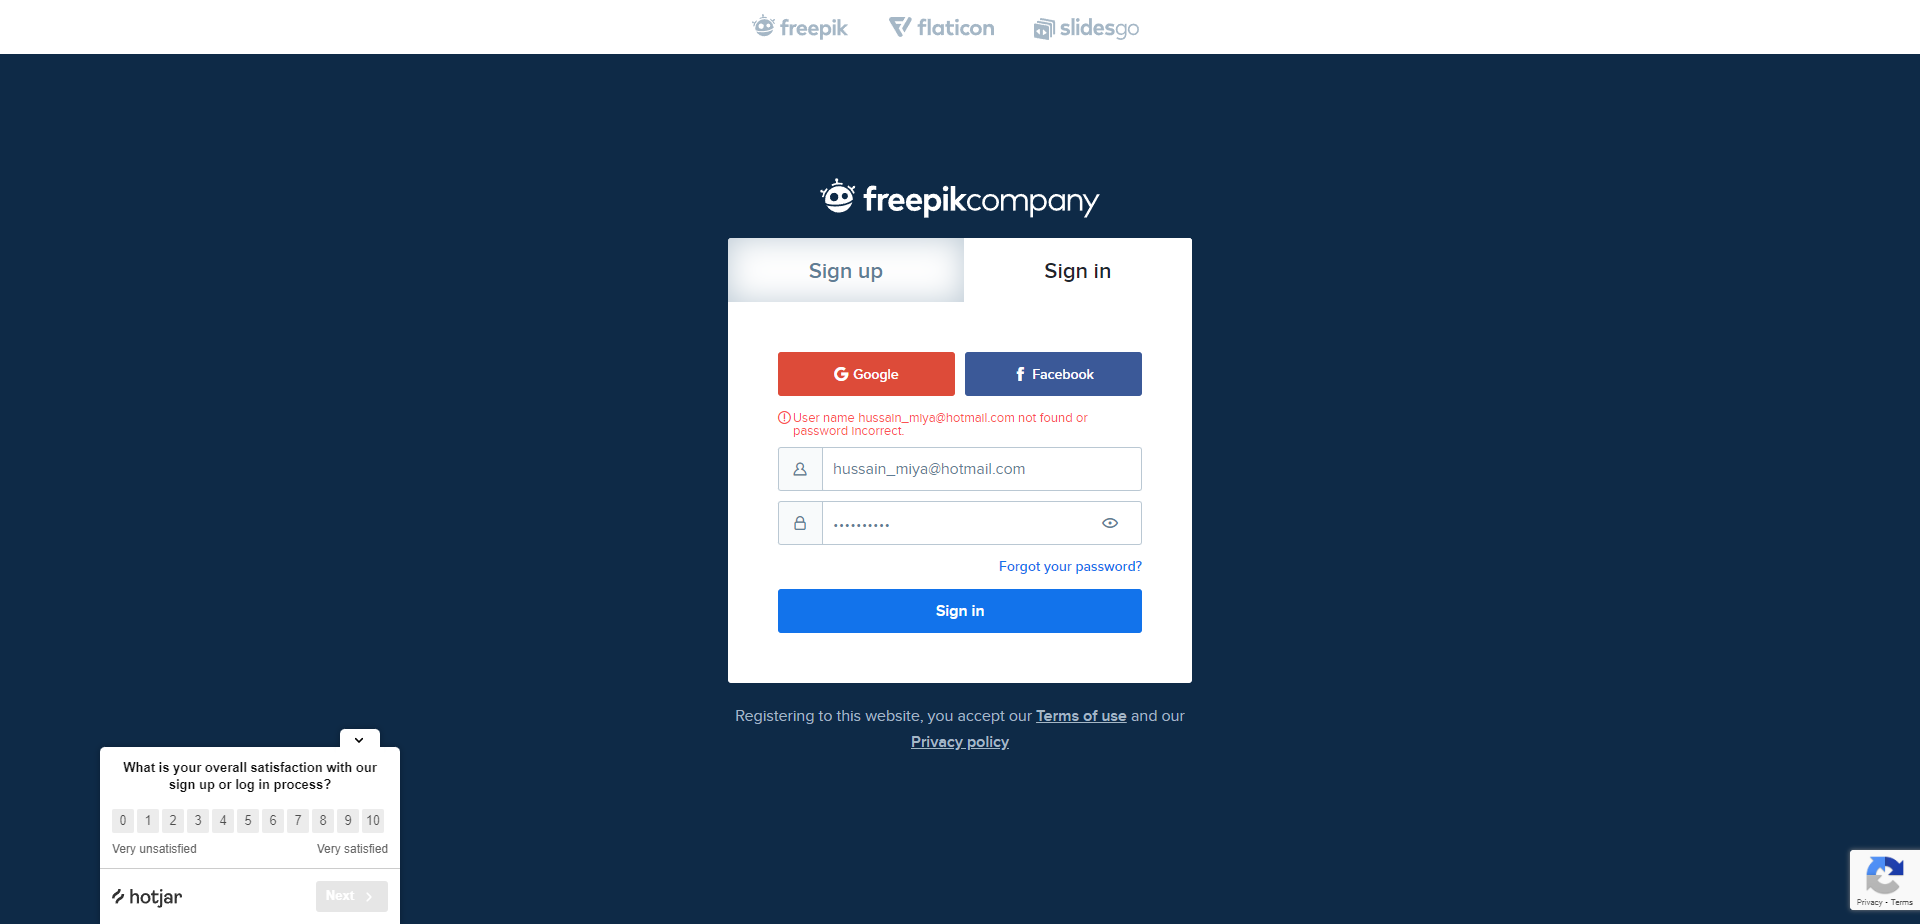 freepik flaticon slidesgo
freepikcompany
Sign up Sign in
Google Facebook
User name hussain_miya@hotmail.com not found or
password incorrect.
hussain_miya@hotmail.com
Forgot your password?
Sign in
Registering to this website, you accept our Terms of use and our
Privacy policy
What is your overall satisfaction with our
sign up or log in process?
0 1 2 3 4 5 6 7 8 9 10
Very unsatisfied Very satisfied
hotjar Next
Privacy - Terms